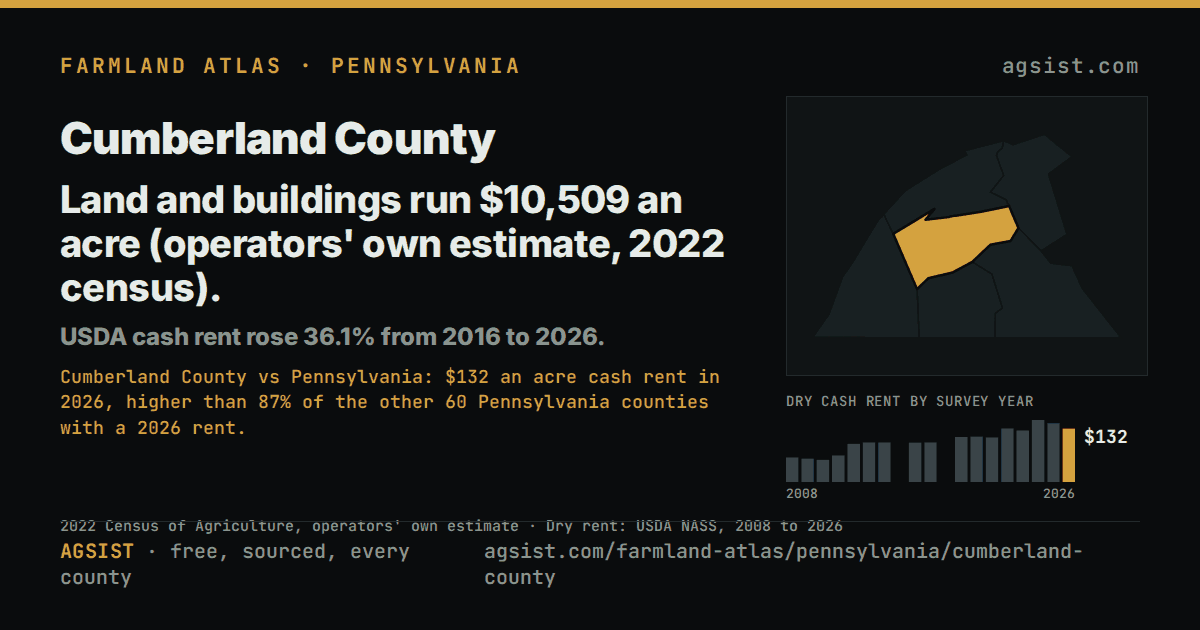 FARMLAND ATLAS · PENNSYLVANIA
agsist.com
Cumberland County
Land and buildings run $10,509 an
acre (operators' own estimate, 2022
census).
USDA cash rent rose 36.1% from 2016 to 2026.
Cumberland County vs Pennsylvania: $132 an acre cash rent in
2026, higher than 87% of the other 60 Pennsylvania counties
with a 2026 rent.
DRY CASH RENT BY SURVEY YEAR
$132
2008
2026
2022 Census of Agriculture, operators' own estimate · Dry rent: USDA NASS, 2008 to 2026
AGSIST · free, sourced, every
county
agsist.com/farmland-atlas/pennsylvania/cumberland-
county